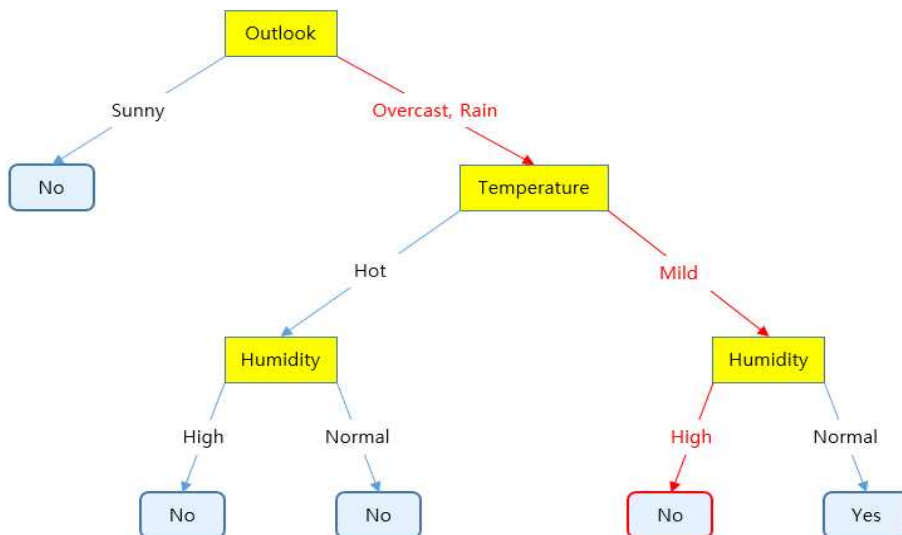 Outlook
Sunny
Overcast, Rain
No
Temperature
Hot
Mild
Humidity
Humidity
High
Normal
High
Normal
No
No
No
Yes